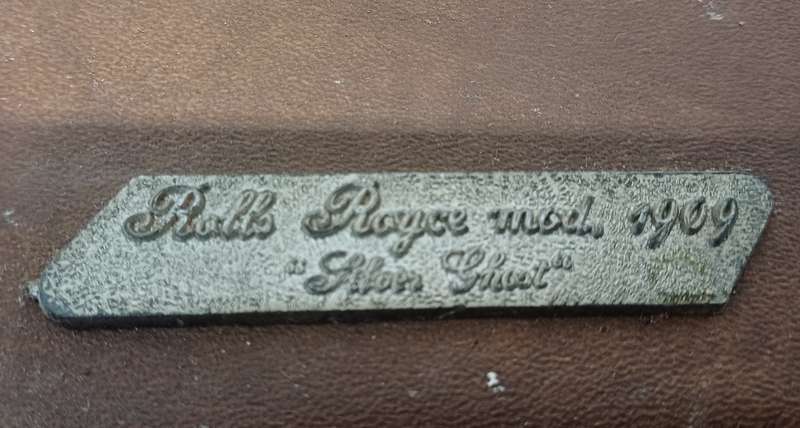 Rolls Royce mod. 1909
"Silver Ghost"